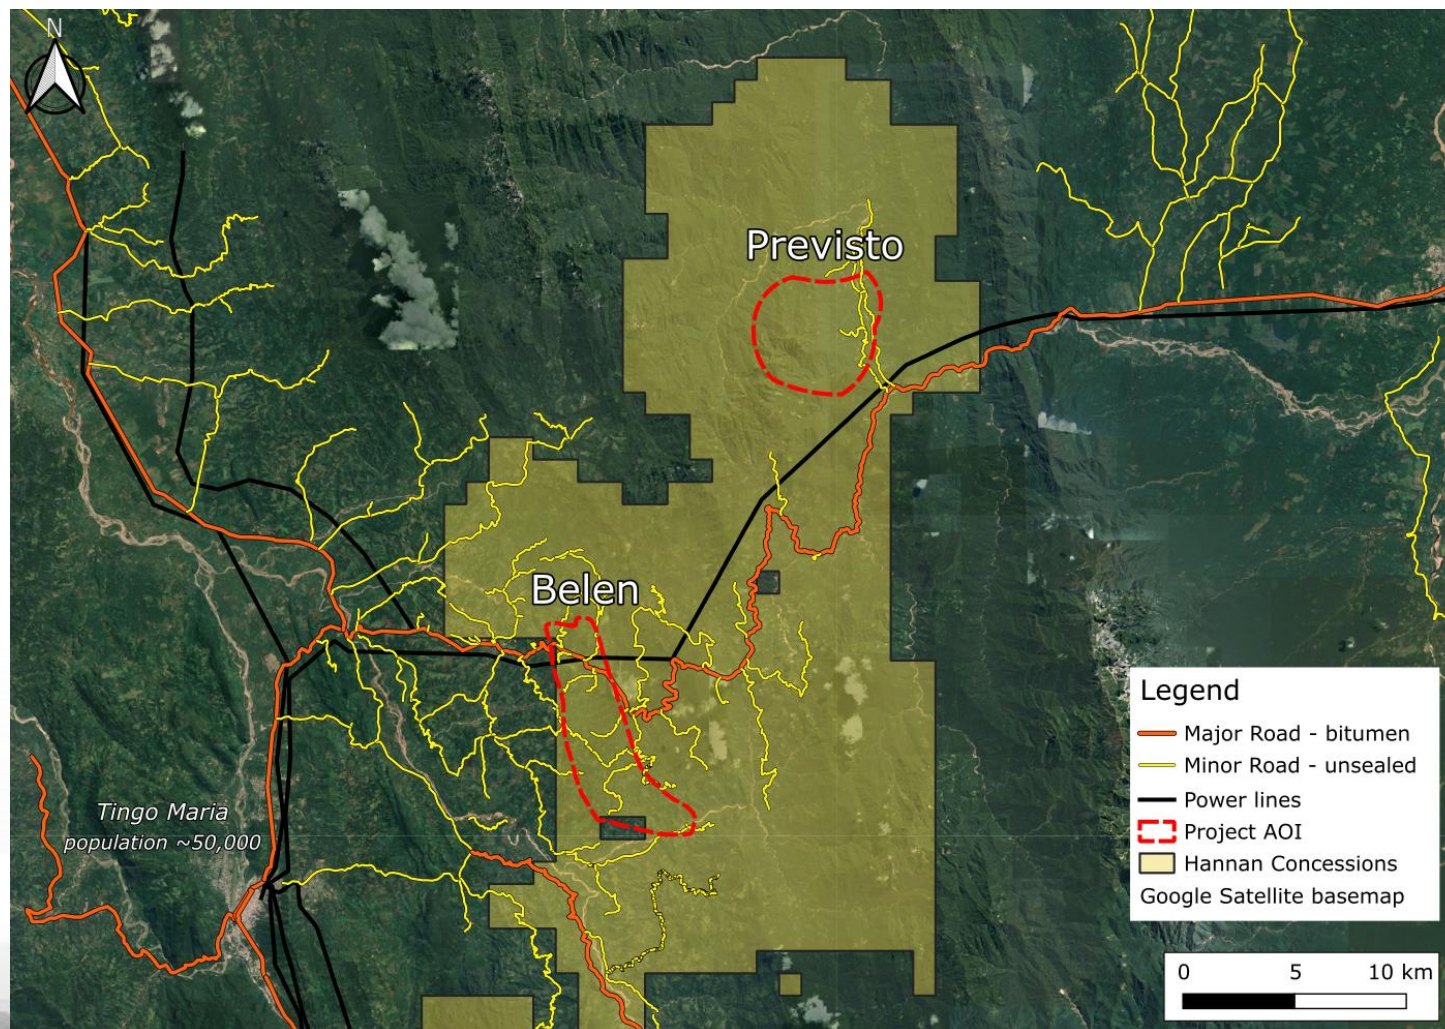 N
Previsto
Belen
Tingo Maria
population ~50,000
Legend
Major Road - bitumen
Minor Road - unsealed
Power lines
Project AOI
Hannan Concessions
Google Satellite basemap
0 5 10 km